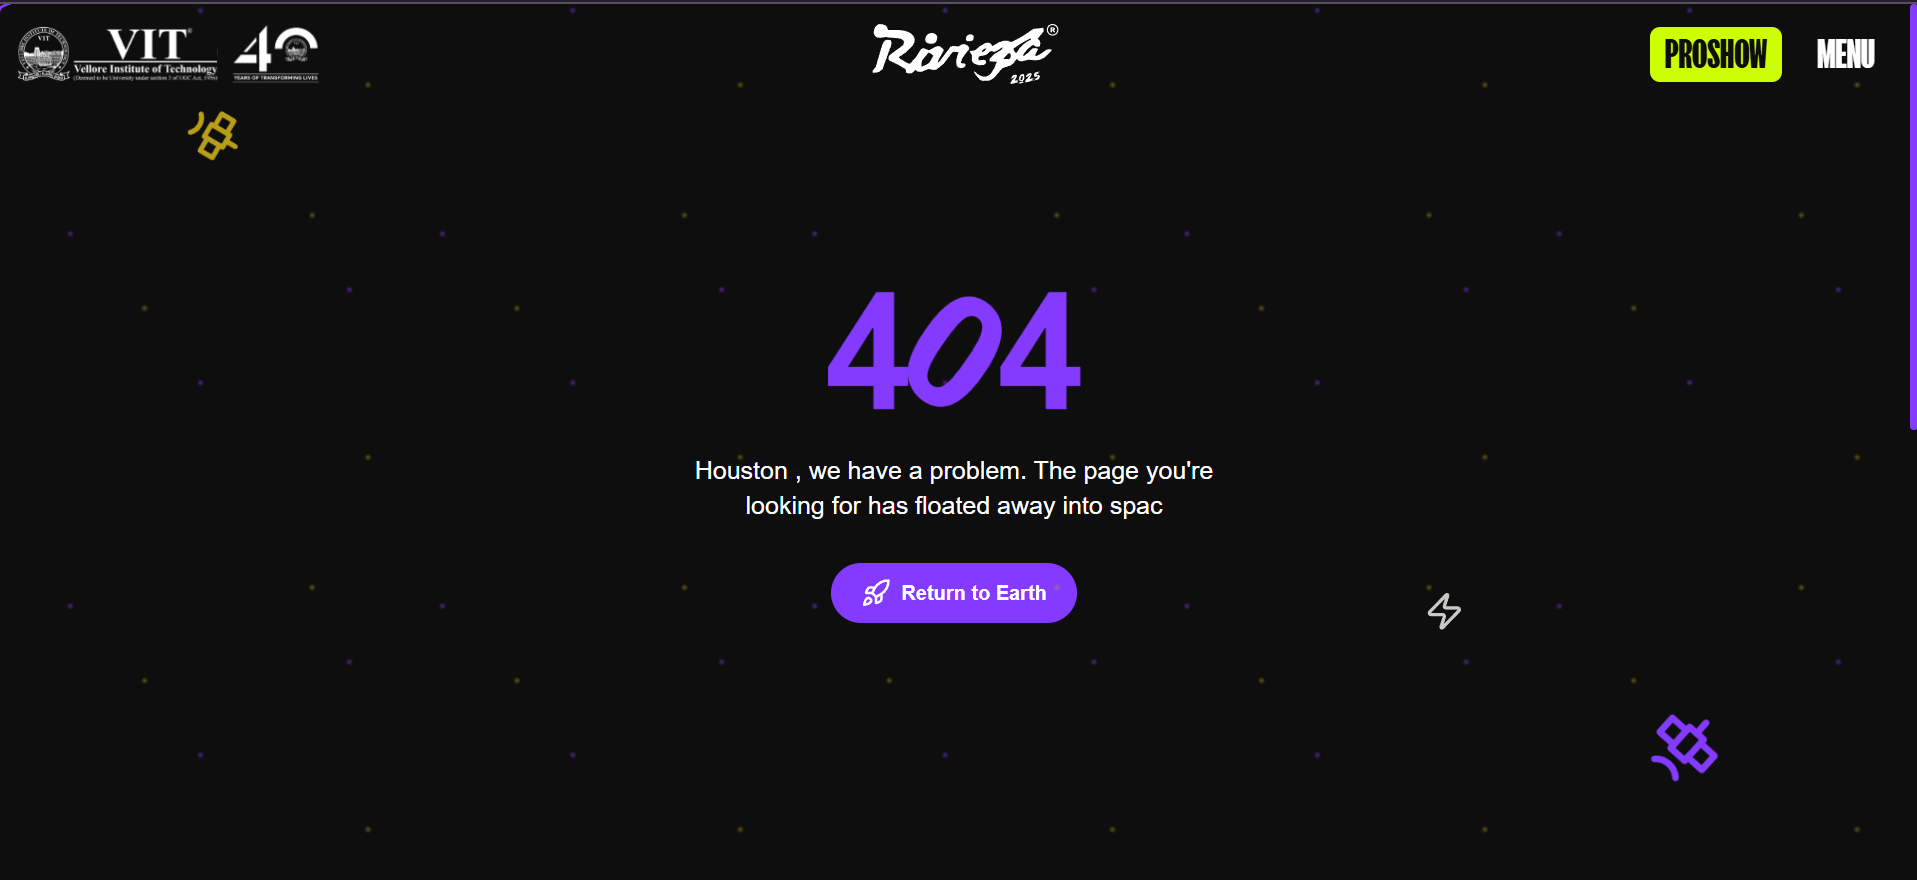 VIT®
Vellore Institute of Technology
(Deemed to be University under section 3 of UGC Act, 1956)
40
YEARS OF TRANSFORMING LIVES
Riviera®
2025
PROSHOW
MENU
404
Houston , we have a problem. The page you're
looking for has floated away into spac
Return to Earth